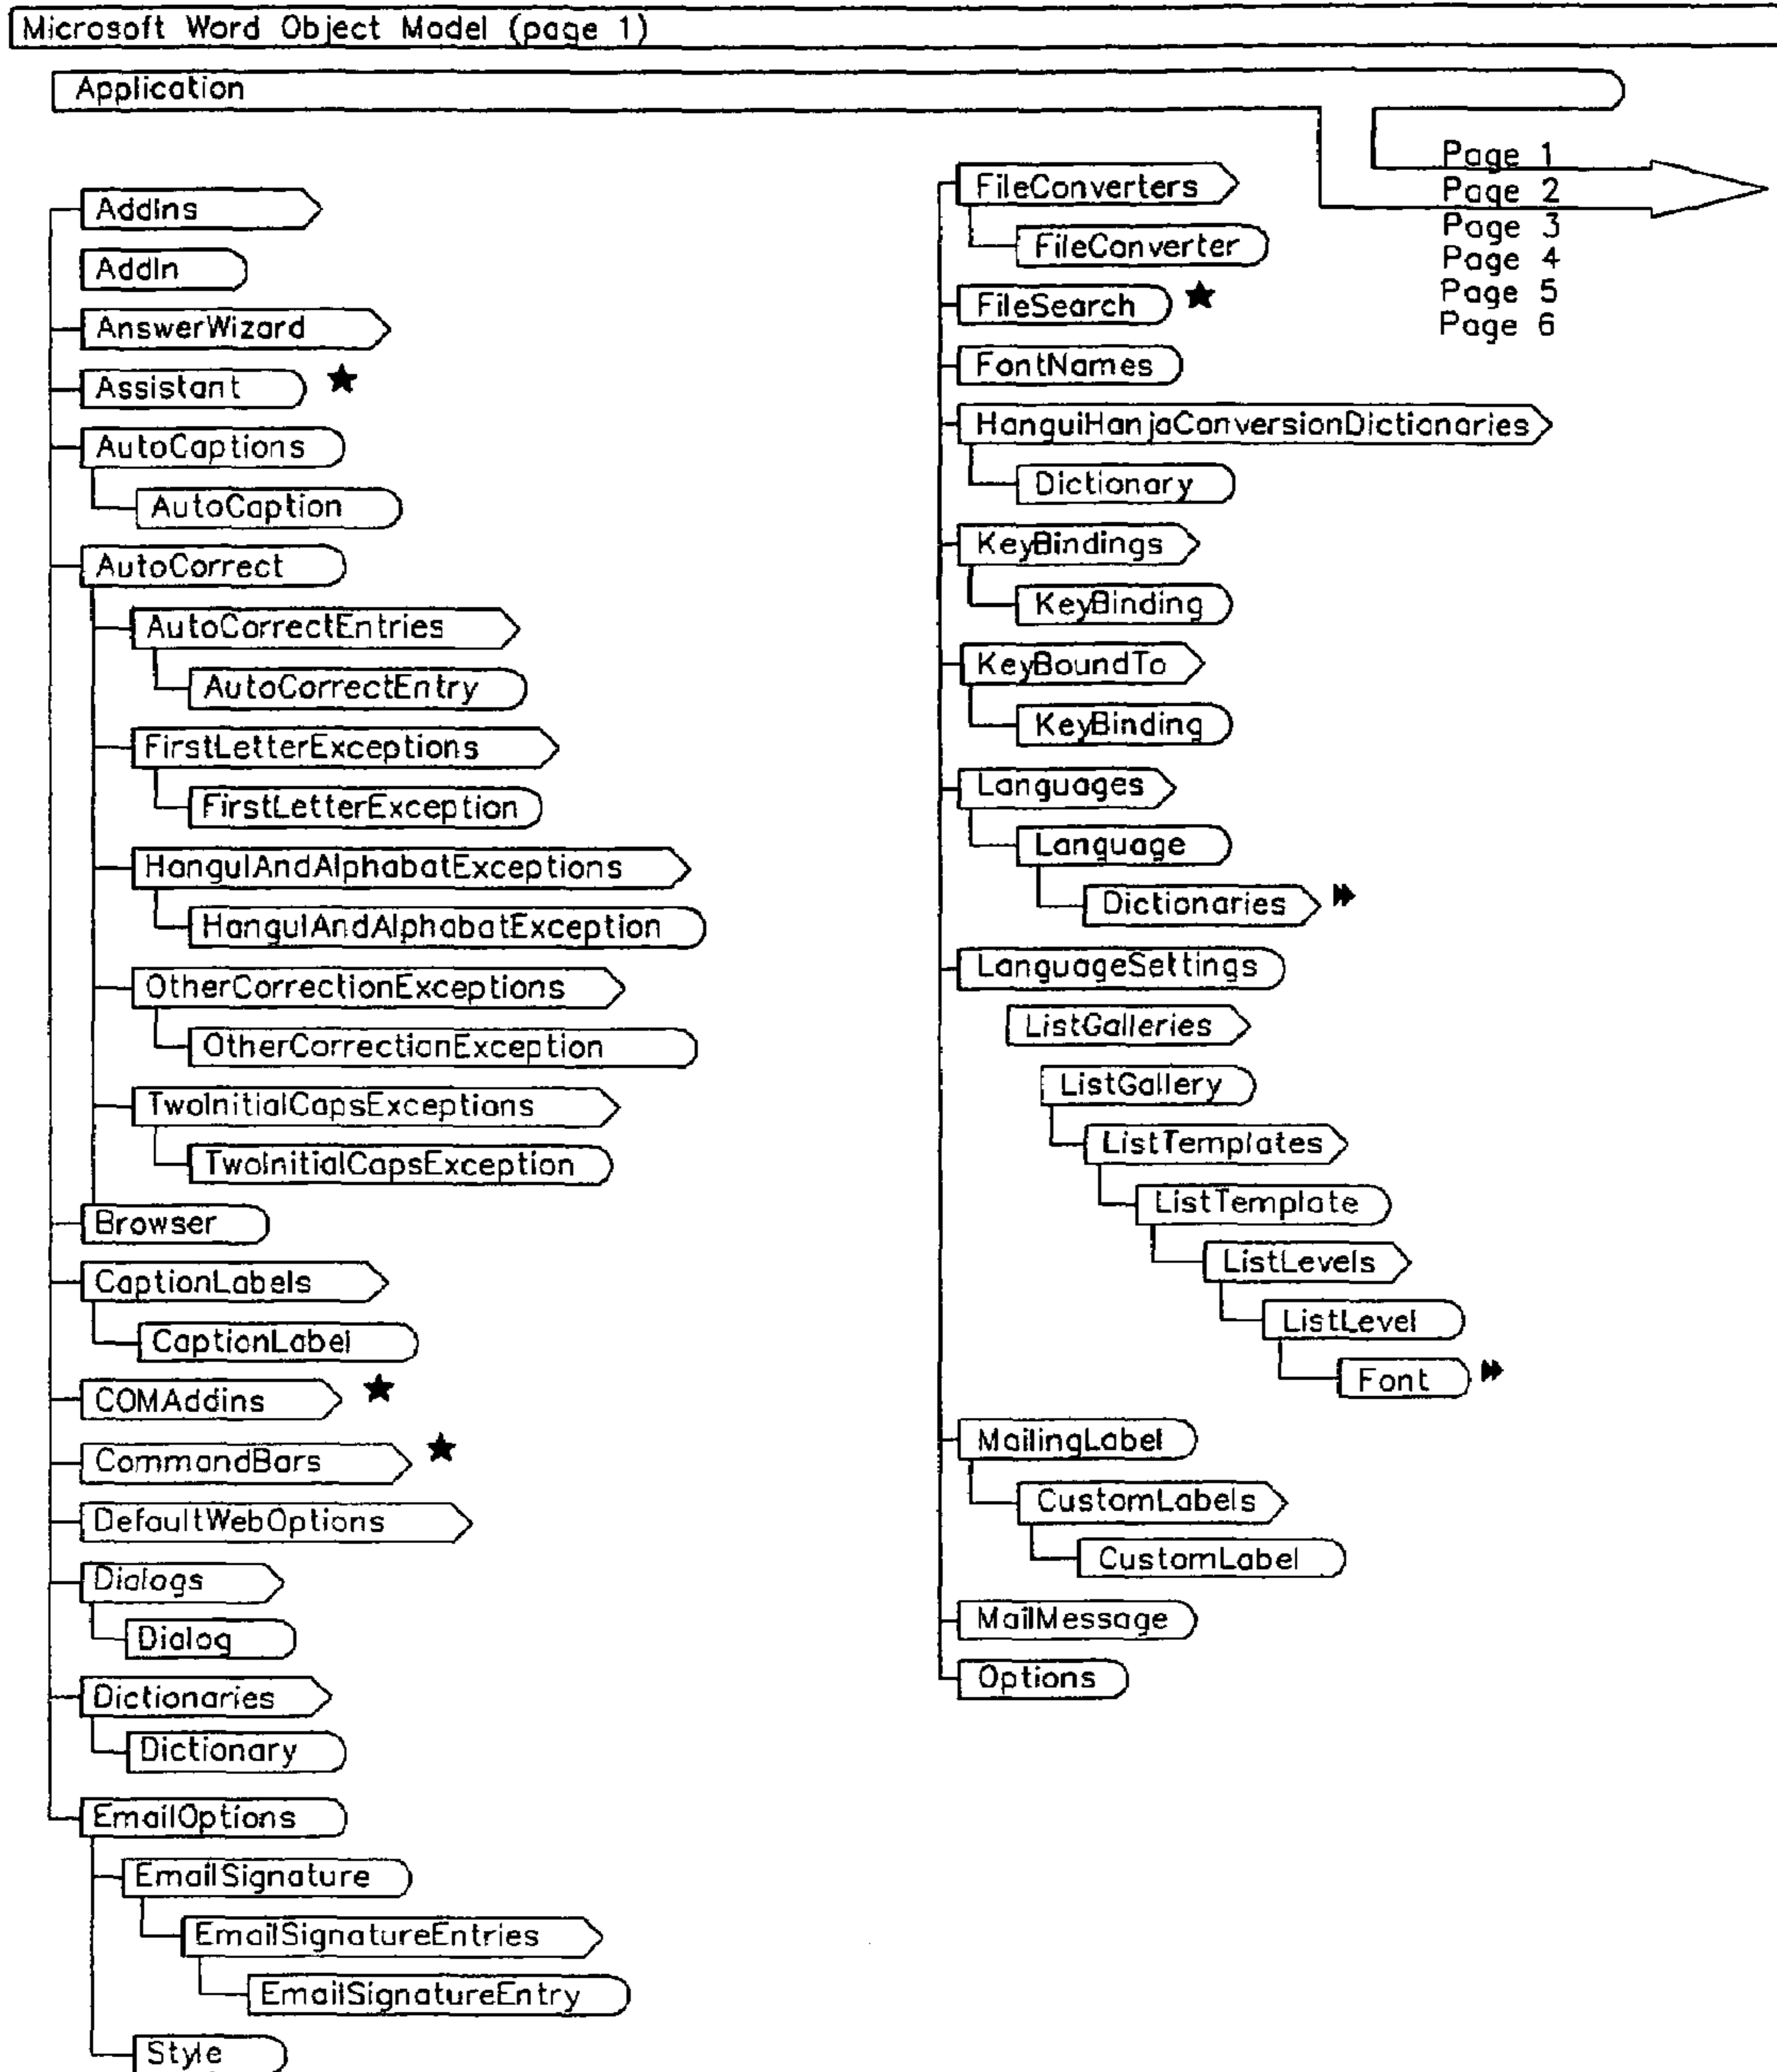 Microsoft Word Object Model (page 1)
Application
Page 1
Page 2
Page 3
Page 4
Page 5
Page 6
AddIns
AddIn
AnswerWizard
Assistant
AutoCaptions
AutoCaption
AutoCorrect
AutoCorrectEntries
AutoCorrectEntry
FirstLetterExceptions
FirstLetterException
HangulAndAlphabatExceptions
HangulAndAlphabatException
OtherCorrectionExceptions
OtherCorrectionException
TwoInitialCapsExceptions
TwoInitialCapsException
Browser
CaptionLabels
CaptionLabel
COMAddins
CommandBars
DefaultWebOptions
Dialogs
Dialog
Dictionaries
Dictionary
EmailOptions
EmailSignature
EmailSignatureEntries
EmailSignatureEntry
Style
FileConverters
FileConverter
FileSearch
FontNames
HanguiHanjaConversionDictionaries
Dictionary
KeyBindings
KeyBinding
KeyBoundTo
KeyBinding
Languages
Language
Dictionaries
LanguageSettings
ListGalleries
ListGallery
ListTemplates
ListTemplate
ListLevels
ListLevel
Font
MailingLabel
CustomLabels
CustomLabel
MailMessage
Options